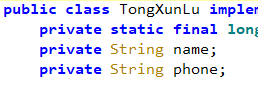 public class TongXunLu implem
private static final long
private String name;
private String phone;